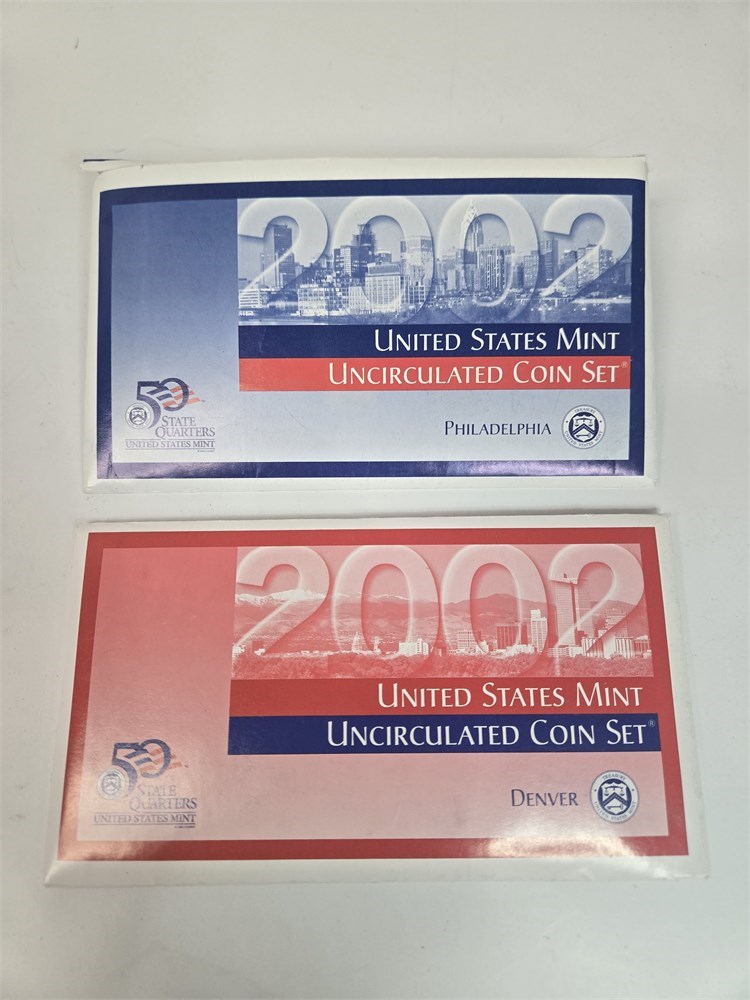 2002
UNITED STATES MINT
UNCIRCULATED COIN SET®
PHILADELPHIA
50
STATE
QUARTERS
UNITED STATES MINT
2002
UNITED STATES MINT
UNCIRCULATED COIN SET®
DENVER
50
STATE
QUARTERS
UNITED STATES MINT